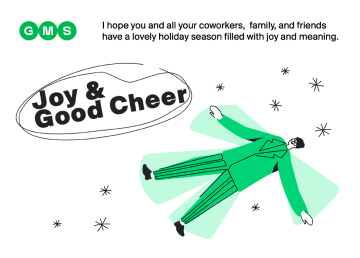 GMS
I hope you and all your coworkers, family, and friends
have a lovely holiday season filled with joy and meaning.
Joy &
Good Cheer